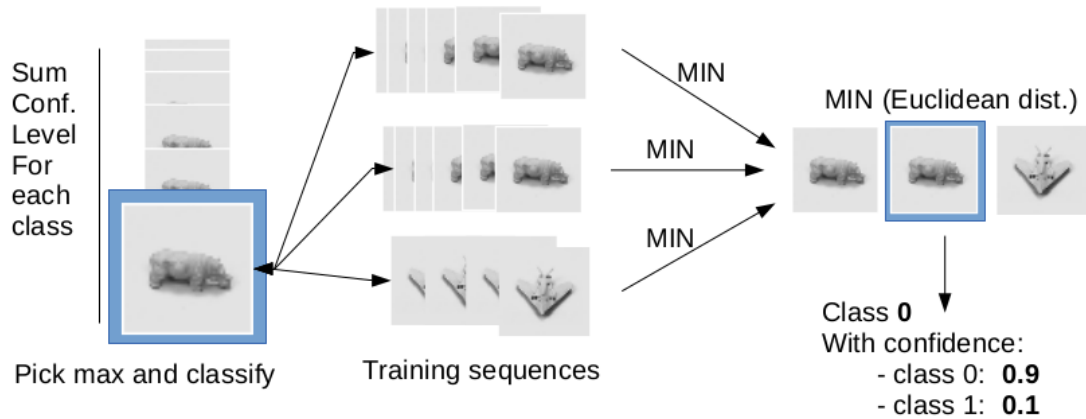 Sum
Conf.
Level
For
each
class
Pick max and classify
Training sequences
MIN
MIN
MIN
MIN (Euclidean dist.)
Class 0
With confidence:
- class 0: 0.9
- class 1: 0.1